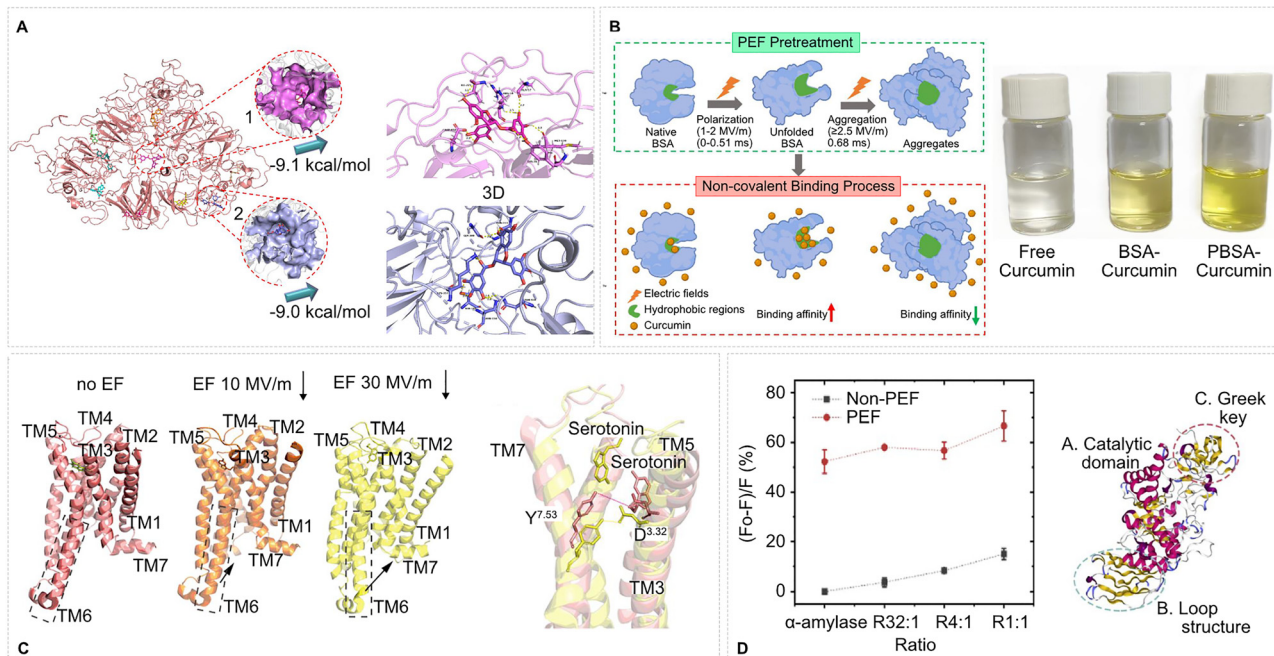 A
1
-9.1 kcal/mol
2
-9.0 kcal/mol
3D
B
PEF Pretreatment
Native
BSA
Polarization
(1-2 MV/m)
(0-0.51 ms)
Unfolded
BSA
Aggregation
(≥2.5 MV/m)
0.68 ms)
Aggregates
Non-covalent Binding Process
Electric fields
Hydrophobic regions
Curcumin
Binding affinity
Binding affinity
Free
Curcumin
BSA-
Curcumin
PBSA-
Curcumin
C
no EF
TM4
TM5
TM2
TM3
TM1
TM7
TM6
EF 10 MV/m
TM4
TM5
TM2
TM3
TM1
TM7
TM6
EF 30 MV/m
TM4
TM5
TM2
TM3
TM1
TM7
TM6
TM7
Serotonin
TM5
Serotonin
Y7.53
D3.32
TM3
D
(Fo-F)/F (%)
80
60
40
20
0
Non-PEF
PEF
α-amylase
R32:1
R4:1
R1:1
Ratio
C. Greek
key
A. Catalytic
domain
B. Loop
structure